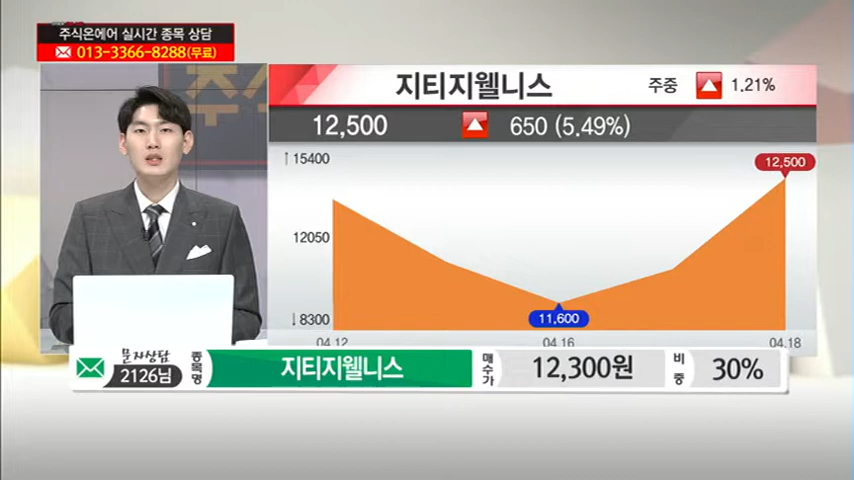 주식온에어 실시간 종목 상담
013-3366-8288(무료)
지티지웰니스
주중 1.21%
12,500 650 (5.49%)
↑15400
12,500
12050
11,600
↓8300
04.12 04.16 04.18
문자상담
2126님
종목명
지티지웰니스
매수가
12,300원
비중
30%